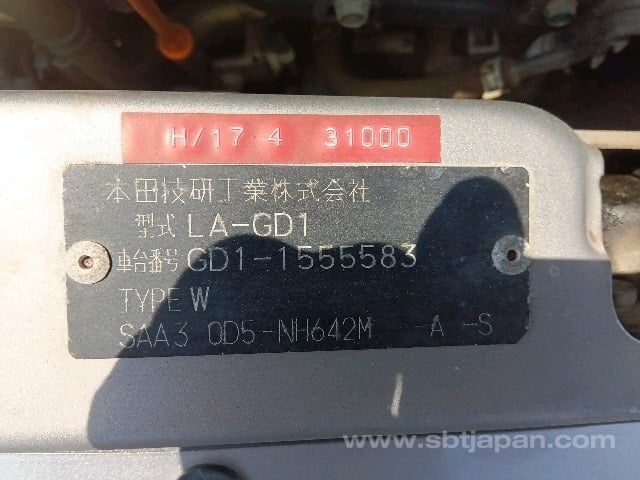 H/17 4 31000
本田技研工業株式会社
型式 LA-GD1
車台番号 GD1-1555583
TYPE W
SAA3 0D5-NH642M -A -S
www.sbtjapan.com